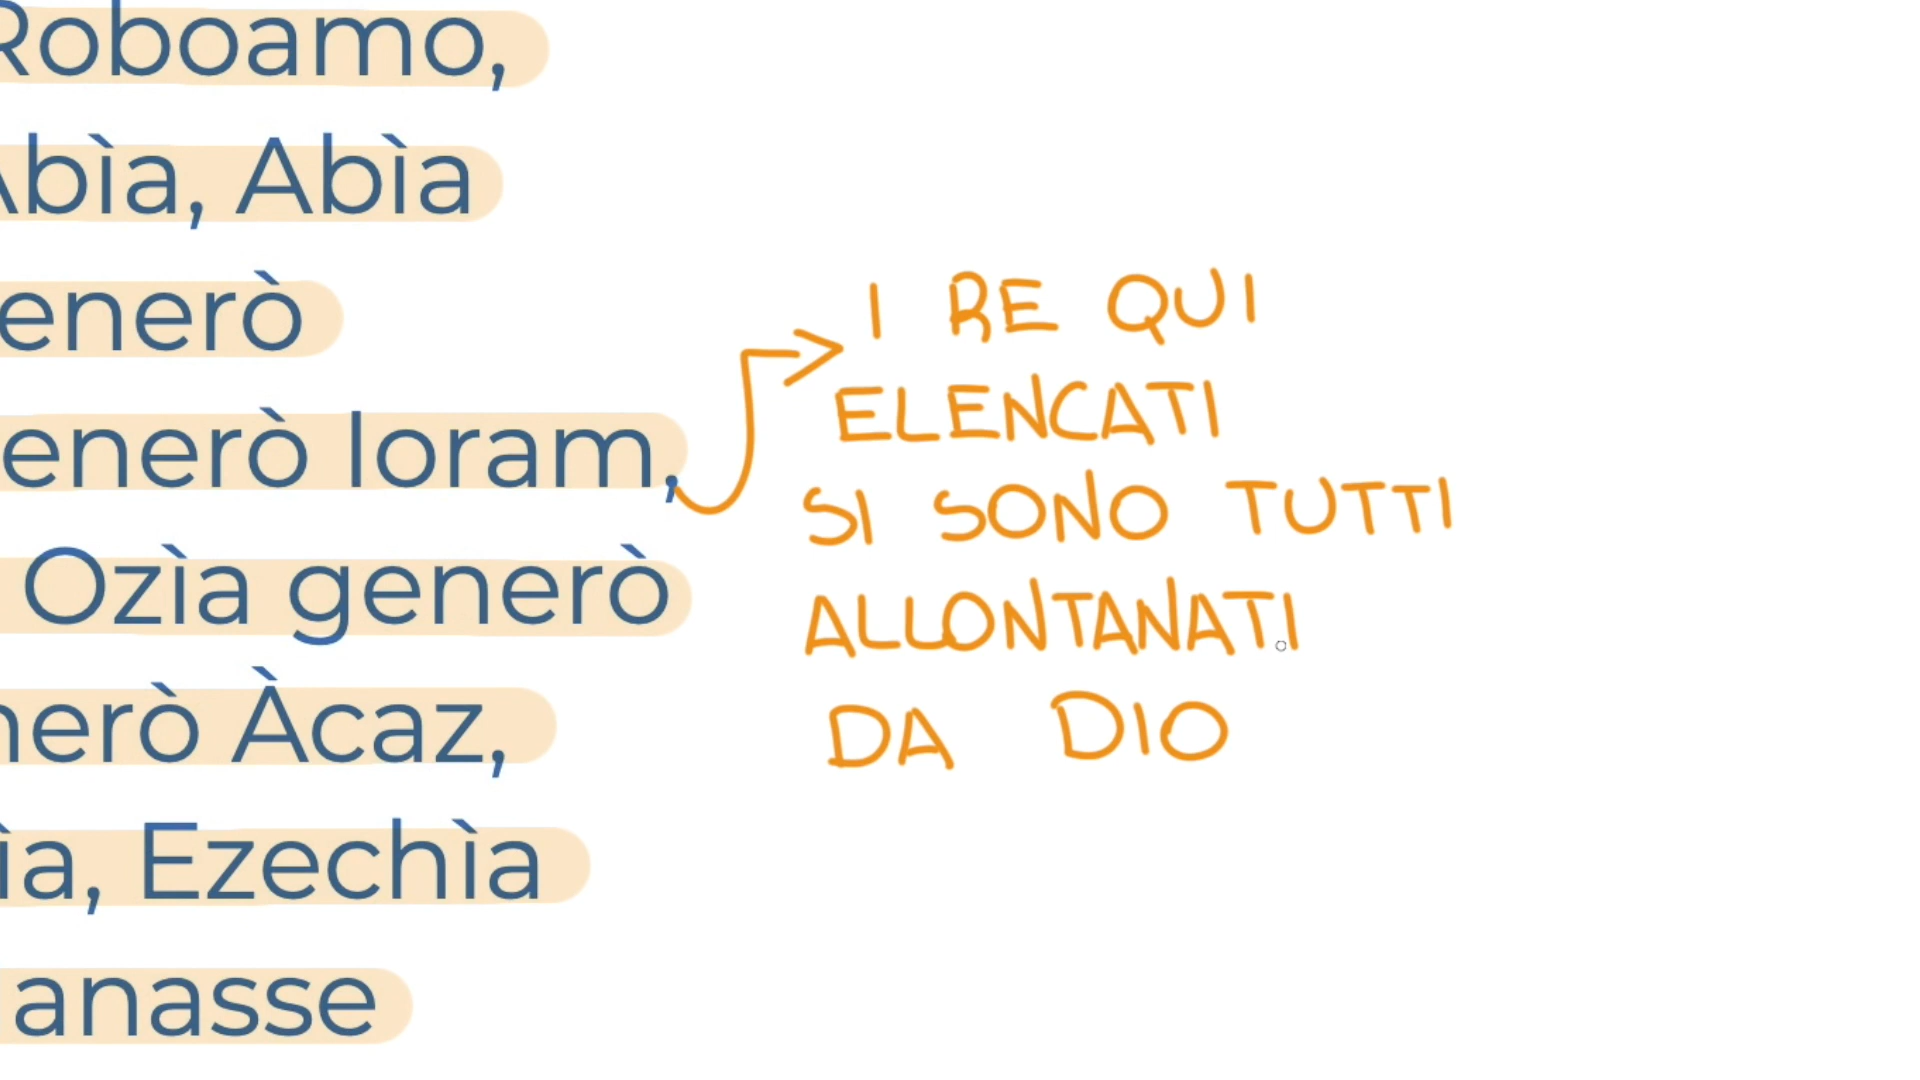 Roboamo,
Abìa, Abìa
enerò
enerò Ioram,
Ozìa generò
nerò Àcaz,
ìa, Ezechìa
anasse
I RE QUI
ELENCATI
SI SONO TUTTI
ALLONTANATI
DA DIO